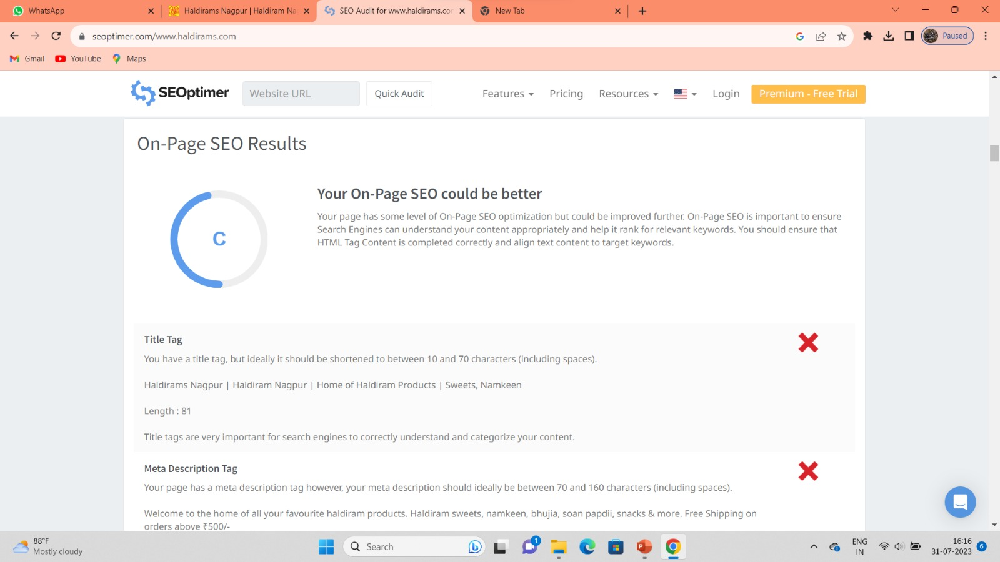 WhatsApp
Haldirams Nagpur | Haldiram Na
SEO Audit for www.haldirams.cor
New Tab
seoptimer.com/www.haldirams.com
Paused
Gmail
YouTube
Maps
SEOptimer
Website URL
Quick Audit
Features
Pricing
Resources
Login
Premium - Free Trial
On-Page SEO Results
C
Your On-Page SEO could be better
Your page has some level of On-Page SEO optimization but could be improved further. On-Page SEO is important to ensure
Search Engines can understand your content appropriately and help it rank for relevant keywords. You should ensure that
HTML Tag Content is completed correctly and align text content to target keywords.
Title Tag
You have a title tag, but ideally it should be shortened to between 10 and 70 characters (including spaces).
Haldirams Nagpur | Haldiram Nagpur | Home of Haldiram Products | Sweets, Namkeen
Length : 81
Title tags are very important for search engines to correctly understand and categorize your content.
Meta Description Tag
Your page has a meta description tag however, your meta description should ideally be between 70 and 160 characters (including spaces).
Welcome to the home of all your favourite haldiram products. Haldiram sweets, namkeen, bhujia, soan papdii, snacks & more. Free Shipping on
orders above ₹500/-
88°F
Mostly cloudy
Search
1
ENG
IN
16:16
31-07-2023
6